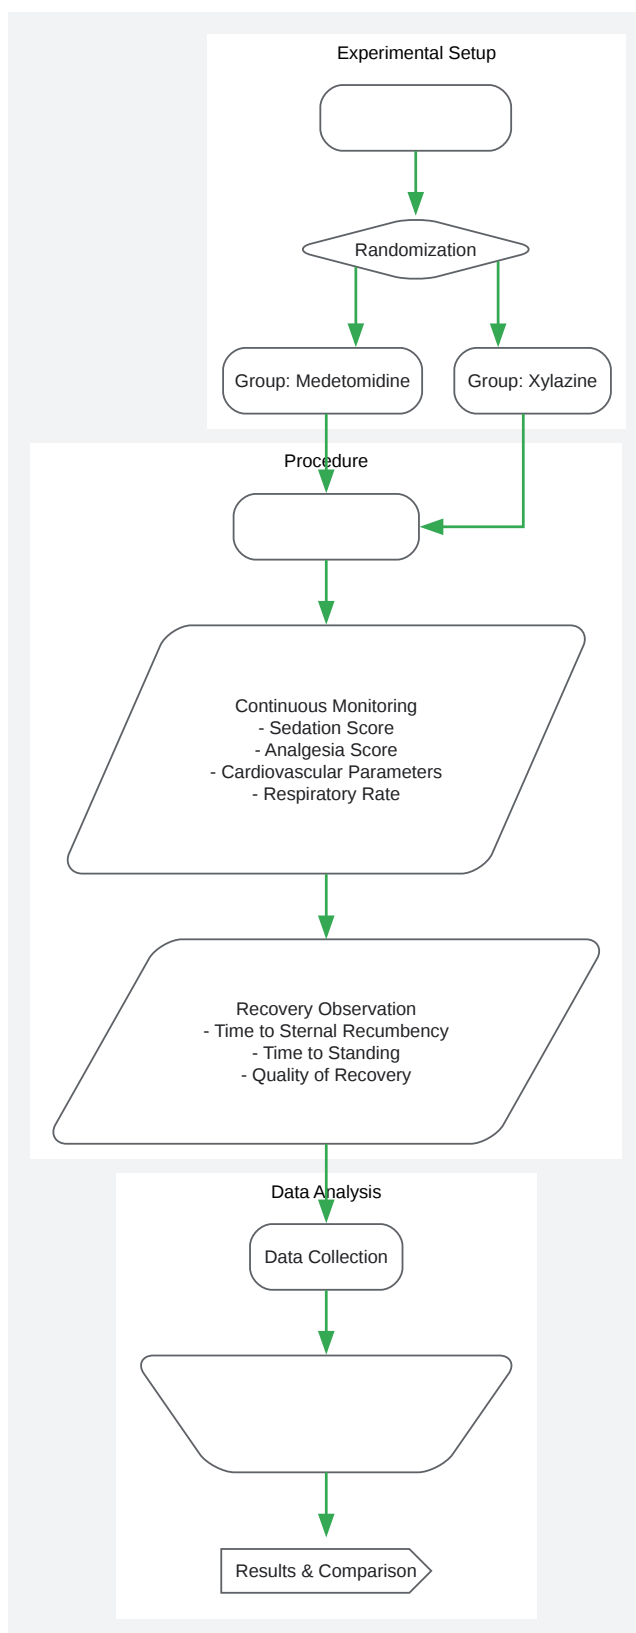 Experimental Setup
Randomization
Group: Medetomidine
Group: Xylazine
Procedure
Continuous Monitoring
- Sedation Score
- Analgesia Score
- Cardiovascular Parameters
- Respiratory Rate
Recovery Observation
- Time to Sternal Recumbency
- Time to Standing
- Quality of Recovery
Data Analysis
Data Collection
Results & Comparison